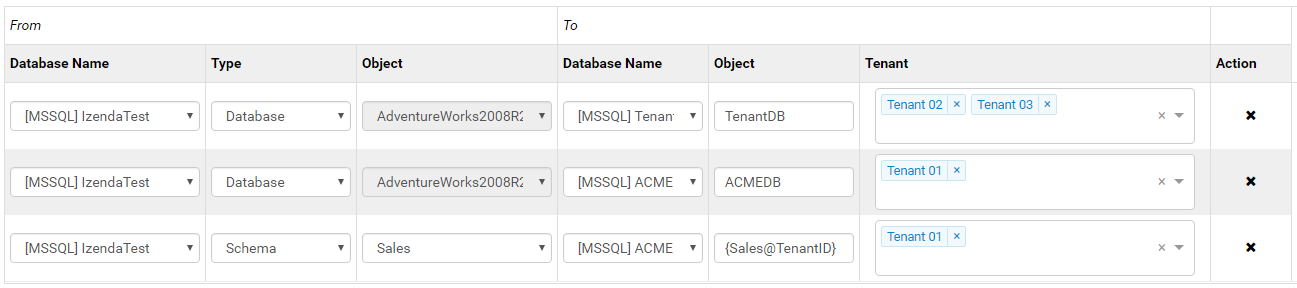 From To
Database Name Type Object Database Name Object Tenant Action
[MSSQL] IzendaTest Database AdventureWorks2008R2 [MSSQL] Tenant TenantDB Tenant 02 × Tenant 03 ×
[MSSQL] IzendaTest Database AdventureWorks2008R2 [MSSQL] ACME ACMEDB Tenant 01 ×
[MSSQL] IzendaTest Schema Sales [MSSQL] ACME {Sales@TenantID} Tenant 01 ×